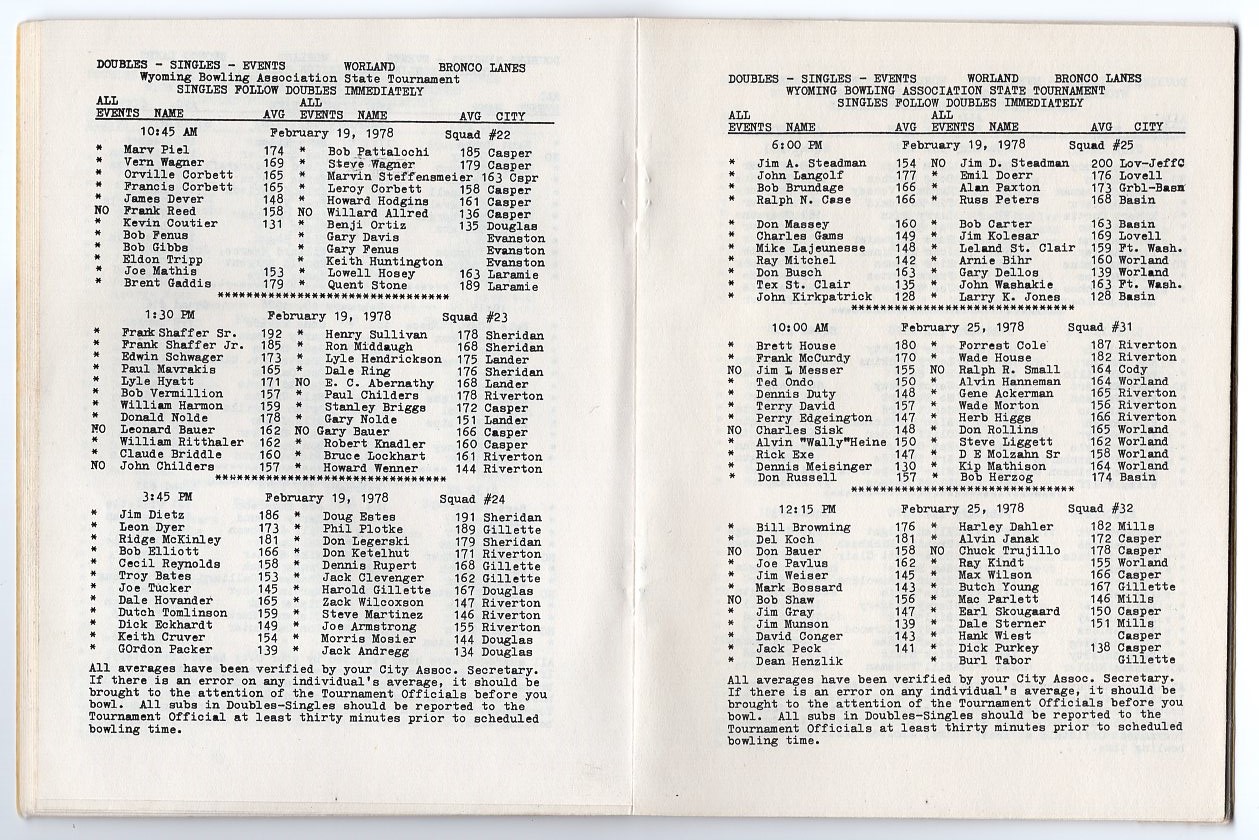 DOUBLES - SINGLES - EVENTS WORLAND BRONCO LANES
Wyoming Bowling Association State Tournament
SINGLES FOLLOW DOUBLES IMMEDIATELY
ALL ALL
EVENTS NAME AVG EVENTS NAME AVG CITY
10:45 AM February 19, 1978 Squad #22
* Marv Piel 174 * Bob Pattalochi 185 Casper
* Vern Wagner 169 * Steve Wagner 179 Casper
* Orville Corbett 165 * Marvin Steffensmeier 163 Cspr
* Francis Corbett 165 * Leroy Corbett 158 Casper
* James Dever 148 * Howard Hodgins 161 Casper
NO Frank Reed 158 NO Willard Allred 136 Casper
* Kevin Coutier 131 * Benji Ortiz 135 Douglas
* Bob Fenus * Gary Davis Evanston
* Bob Gibbs * Gary Fenus Evanston
* Eldon Tripp * Keith Huntington Evanston
* Joe Mathis 153 * Lowell Hosey 163 Laramie
* Brent Gaddis 179 * Quent Stone 189 Laramie
*******************************
1:30 PM February 19, 1978 Squad #23
* Frank Shaffer Sr. 192 * Henry Sullivan 178 Sheridan
* Frank Shaffer Jr. 185 * Ron Middaugh 168 Sheridan
* Edwin Schwager 173 * Lyle Hendrickson 175 Lander
* Paul Mavrakis 165 * Dale Ring 176 Sheridan
* Lyle Hyatt 171 NO E. C. Abernathy 168 Lander
* Bob Vermillion 157 * Paul Childers 178 Riverton
* William Harmon 159 * Stanley Briggs 172 Casper
* Donald Nolde 178 * Gary Nolde 151 Lander
NO Leonard Bauer 162 NO Gary Bauer 166 Casper
* William Ritthaler 162 * Robert Knadler 160 Casper
* Claude Briddle 160 * Bruce Lockhart 161 Riverton
NO John Childers 157 * Howard Wenner 144 Riverton
*******************************
3:45 PM February 19, 1978 Squad #24
* Jim Dietz 186 * Doug Estes 191 Sheridan
* Leon Dyer 173 * Phil Plotke 189 Gillette
* Ridge McKinley 181 * Don Legerski 179 Sheridan
* Bob Elliott 166 * Don Ketelhut 171 Riverton
* Cecil Reynolds 158 * Dennis Rupert 168 Gillette
* Troy Bates 153 * Jack Clevenger 162 Gillette
* Joe Tucker 145 * Harold Gillette 167 Douglas
* Dale Hovander 165 * Zack Wilcoxson 147 Riverton
* Dutch Tomlinson 159 * Steve Martinez 146 Riverton
* Dick Eckhardt 149 * Joe Armstrong 155 Riverton
* Keith Cruver 154 * Morris Mosier 144 Douglas
* GOrdon Packer 139 * Jack Andregg 134 Douglas
All averages have been verified by your City Assoc. Secretary.
If there is an error on any individual's average, it should be
brought to the attention of the Tournament Officials before you
bowl. All subs in Doubles-Singles should be reported to the
Tournament Official at least thirty minutes prior to scheduled
bowling time.
DOUBLES - SINGLES - EVENTS WORLAND BRONCO LANES
WYOMING BOWLING ASSOCIATION STATE TOURNAMENT
SINGLES FOLLOW DOUBLES IMMEDIATELY
ALL ALL
EVENTS NAME AVG EVENTS NAME AVG CITY
6:00 PM February 19, 1978 Squad #25
* Jim A. Steadman 154 NO Jim D. Steadman 200 Lov-JeffC
* John Langolf 177 * Emil Doerr 176 Lovell
* Bob Brundage 166 * Alan Paxton 173 Grbl-Basn
* Ralph N. Case 166 * Russ Peters 168 Basin
* Don Massey 160 * Bob Carter 163 Basin
* Charles Gams 149 * Jim Kolesar 169 Lovell
* Mike Lajeunesse 148 * Leland St. Clair 159 Ft. Wash.
* Ray Mitchel 142 * Arnie Bihr 160 Worland
* Don Busch 163 * Gary Dellos 139 Worland
* Tex St. Clair 135 * John Washakie 163 Ft. Wash.
* John Kirkpatrick 128 * Larry K. Jones 128 Basin
******************************
10:00 AM February 25, 1978 Squad #31
* Brett House 180 * Forrest Cole 187 Riverton
* Frank McCurdy 170 * Wade House 182 Riverton
NO Jim L Messer 155 NO Ralph R. Small 164 Cody
* Ted Ondo 150 * Alvin Hanneman 164 Worland
* Dennis Duty 148 * Gene Ackerman 165 Riverton
* Terry David 157 * Wade Morton 156 Riverton
* Perry Edgeington 147 * Herb Higgs 166 Riverton
NO Charles Sisk 148 * Don Rollins 165 Worland
* Alvin "Wally"Heine 150 * Steve Liggett 162 Worland
* Rick Exe 147 * D E Molzahn Sr 158 Worland
* Dennis Meisinger 130 * Kip Mathison 164 Worland
* Don Russell 157 * Bob Herzog 174 Basin
******************************
12:15 PM February 25, 1978 Squad #32
* Bill Browning 176 * Harley Dahler 182 Mills
* Del Koch 181 * Alvin Janak 172 Casper
NO Don Bauer 158 NO Chuck Trujillo 178 Casper
* Joe Pavlus 162 * Ray Kindt 155 Worland
* Jim Weiser 145 * Max Wilson 166 Casper
* Mark Bossard 143 * Butch Young 167 Gillette
NO Bob Shaw 156 * Mac Parlett 146 Mills
* Jim Gray 147 * Earl Skougaard 150 Casper
* Jim Munson 139 * Dale Sterner 151 Mills
* David Conger 143 * Hank Wiest Casper
* Jack Peck 141 * Dick Purkey 138 Casper
* Dean Henzlik * Burl Tabor Gillette
All averages have been verified by your City Assoc. Secretary.
If there is an error on any individual's average, it should be
brought to the attention of the Tournament Officials before you
bowl. All subs in Doubles-Singles should be reported to the
Tournament Officials at least thirty minutes prior to scheduled
bowling time.